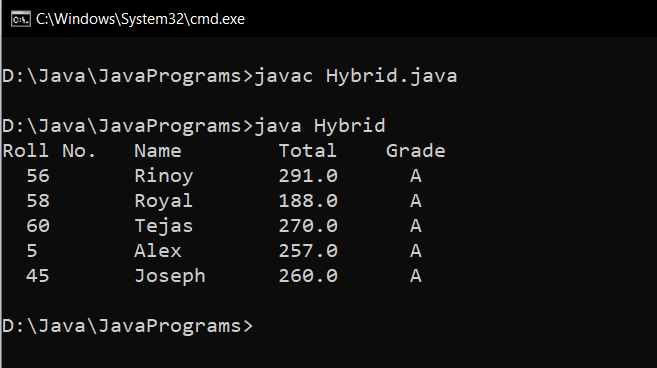 C:\Windows\System32\cmd.exe
D:\Java\JavaPrograms>javac Hybrid.java
D:\Java\JavaPrograms>java Hybrid
Roll No.   Name        Total    Grade
  56       Rinoy       291.0      A
  58       Royal       188.0      A
  60       Tejas       270.0      A
  5        Alex        257.0      A
  45       Joseph      260.0      A
D:\Java\JavaPrograms>